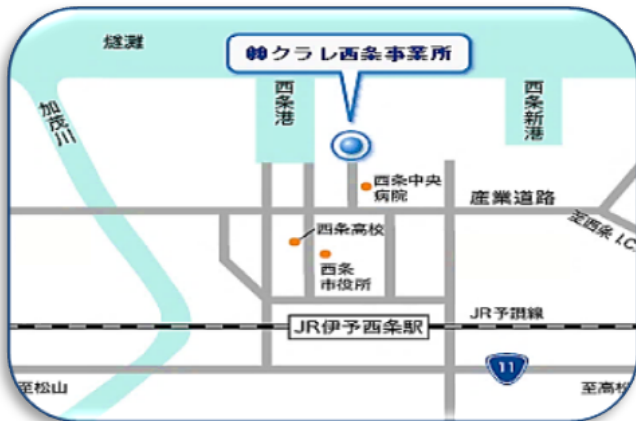 燧灘
㈱クラレ西条事業所
加茂川
西条港
西条新港
西条中央
病院
産業道路
至西条 I.C.
西条高校
西条
市役所
JR予讃線
JR伊予西条駅
11
至松山
至高松